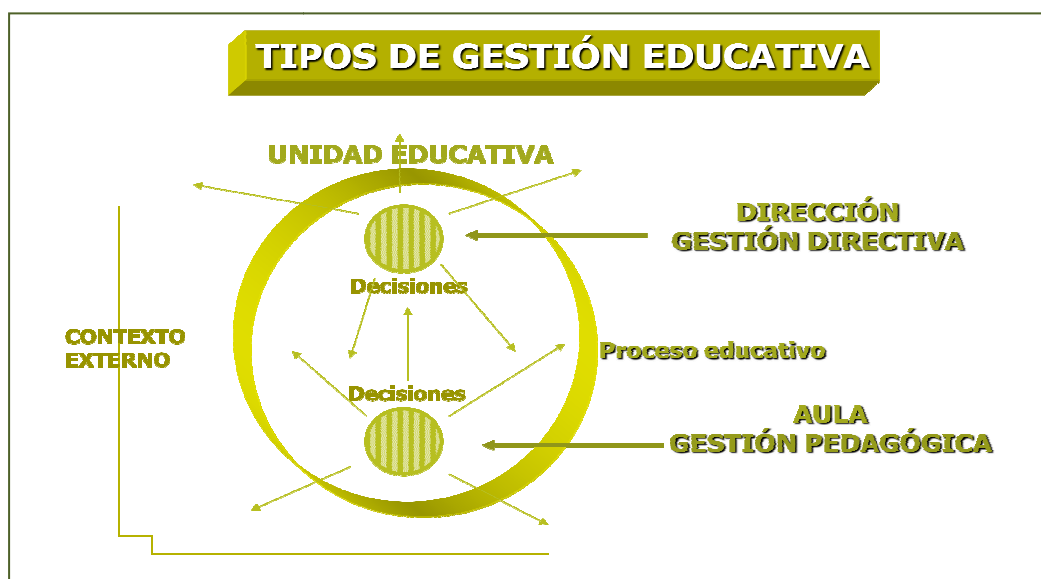 TIPOS DE GESTIÓN EDUCATIVA
UNIDAD EDUCATIVA
DIRECCIÓN
GESTIÓN DIRECTIVA
Decisiones
CONTEXTO
EXTERNO
Proceso educativo
Decisiones
AULA
GESTIÓN PEDAGÓGICA